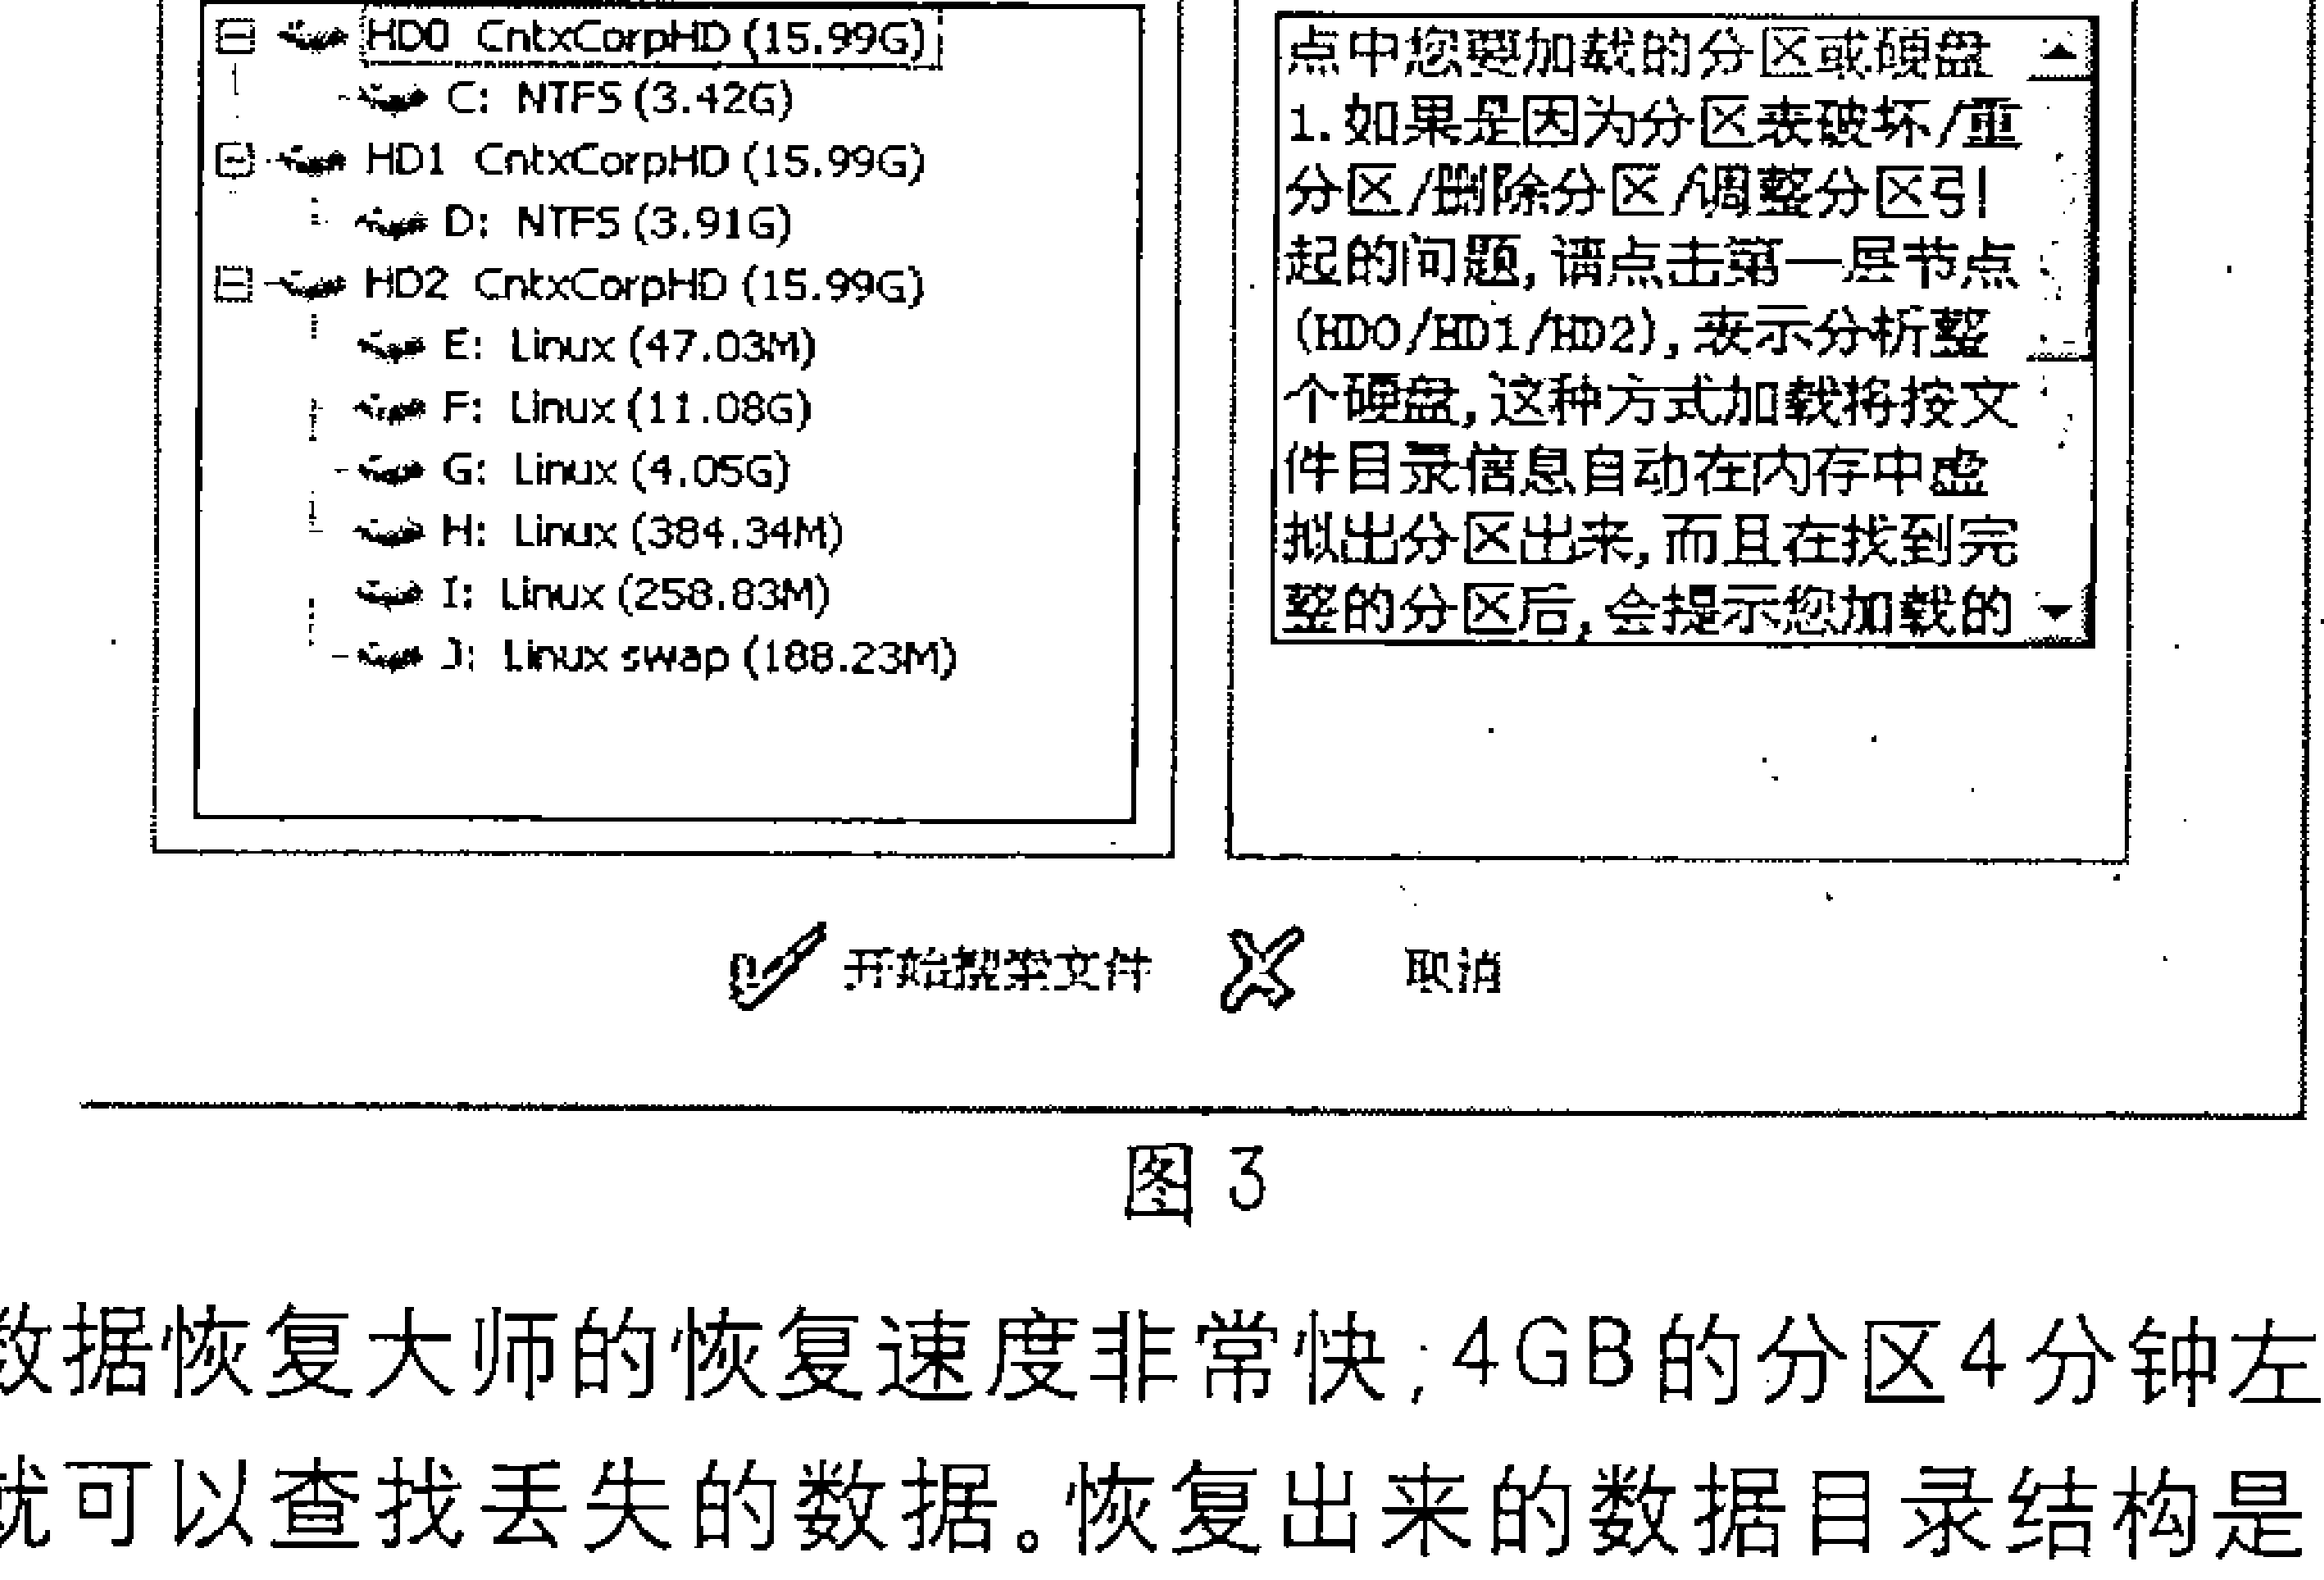 HD0 CntxCorpHD (15.99G)
C: NTFS (3.42G)
HD1 CntxCorpHD (15.99G)
D: NTFS (3.91G)
HD2 CntxCorpHD (15.99G)
E: Linux (47.03M)
F: Linux (11.08G)
G: Linux (4.05G)
H: Linux (384.34M)
I: Linux (258.83M)
J: Linux swap (188.23M)
点中您要加载的分区或硬盘
1.如果是因为分区表破坏/重
分区/删除分区/调整分区引
起的问题,请点击第一层节点
(HD0/HD1/HD2),表示分析整
个硬盘,这种方式加载将按文
件目录信息自动在内存中虚
拟出分区出来,而且在找到完
整的分区后,会提示您加载的
开始搜索文件 取消
图 3
数据恢复大师的恢复速度非常快,4GB的分区4分钟左
就可以查找丢失的数据。恢复出来的数据目录结构是